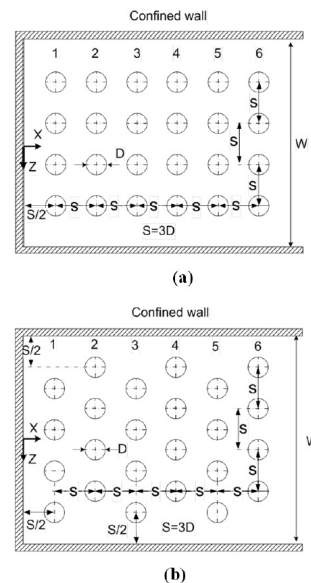 Confined wall
1 2 3 4 5 6
S
X
S
W
Z
D
S
S/2
S S S S S
S=3D
(a)
Confined wall
1 2 3 4 5 6
S/2
S
X
S
W
Z
D
S
S S S S S
S/2
S/2
S=3D
(b)